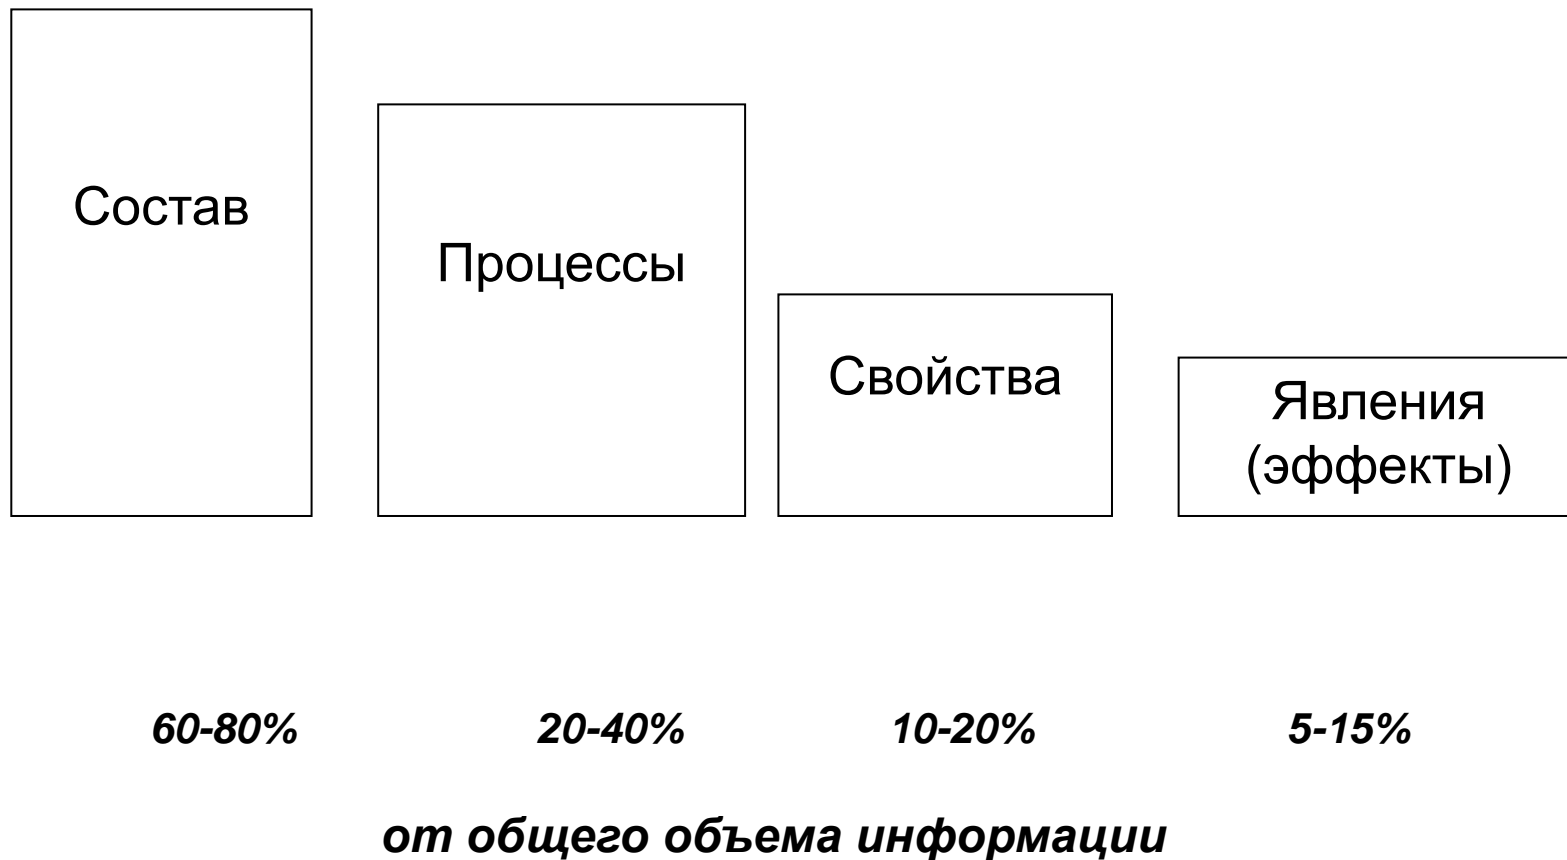 Состав
Процессы
Свойства
Явления
(эффекты)
60-80%
20-40%
10-20%
5-15%
от общего объема информации